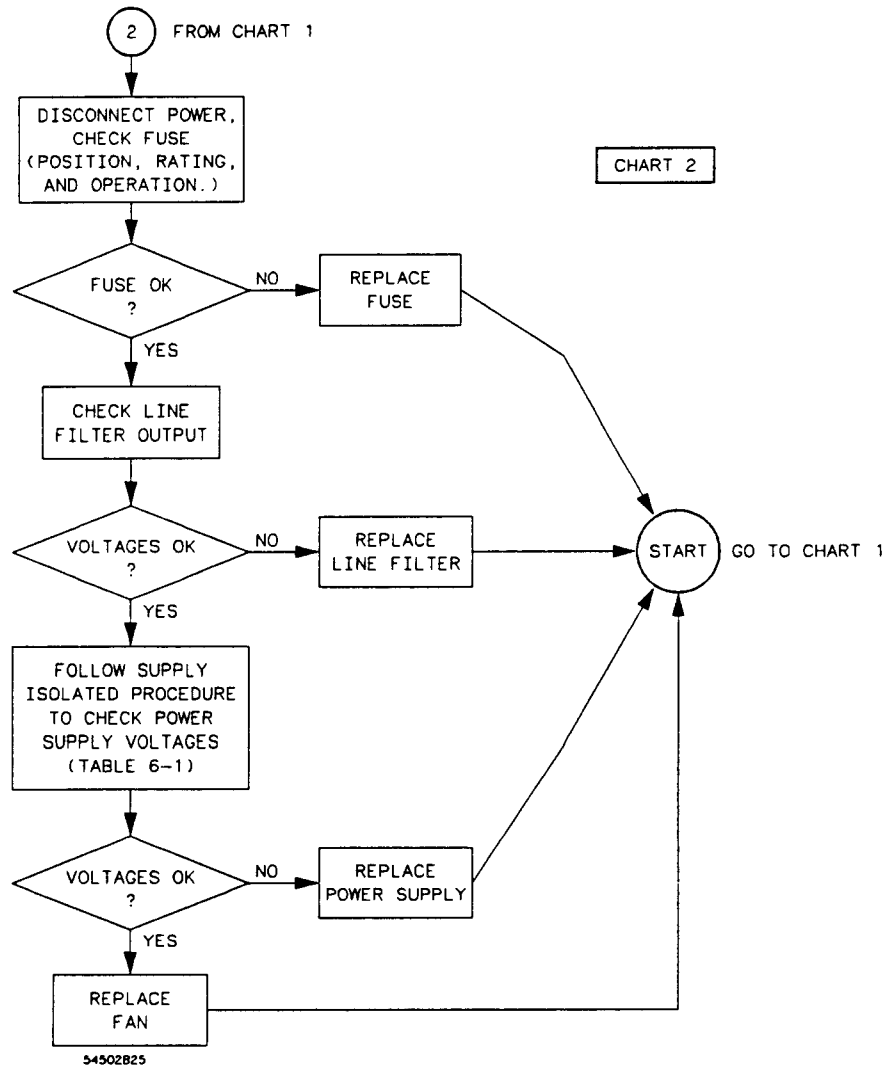 2 FROM CHART 1
DISCONNECT POWER,
CHECK FUSE
(POSITION, RATING,
AND OPERATION.)
CHART 2
FUSE OK
?
NO
REPLACE
FUSE
YES
CHECK LINE
FILTER OUTPUT
VOLTAGES OK
?
NO
REPLACE
LINE FILTER
START GO TO CHART 1
YES
FOLLOW SUPPLY
ISOLATED PROCEDURE
TO CHECK POWER
SUPPLY VOLTAGES
(TABLE 6-1)
VOLTAGES OK
?
NO
REPLACE
POWER SUPPLY
YES
REPLACE
FAN
54502B25